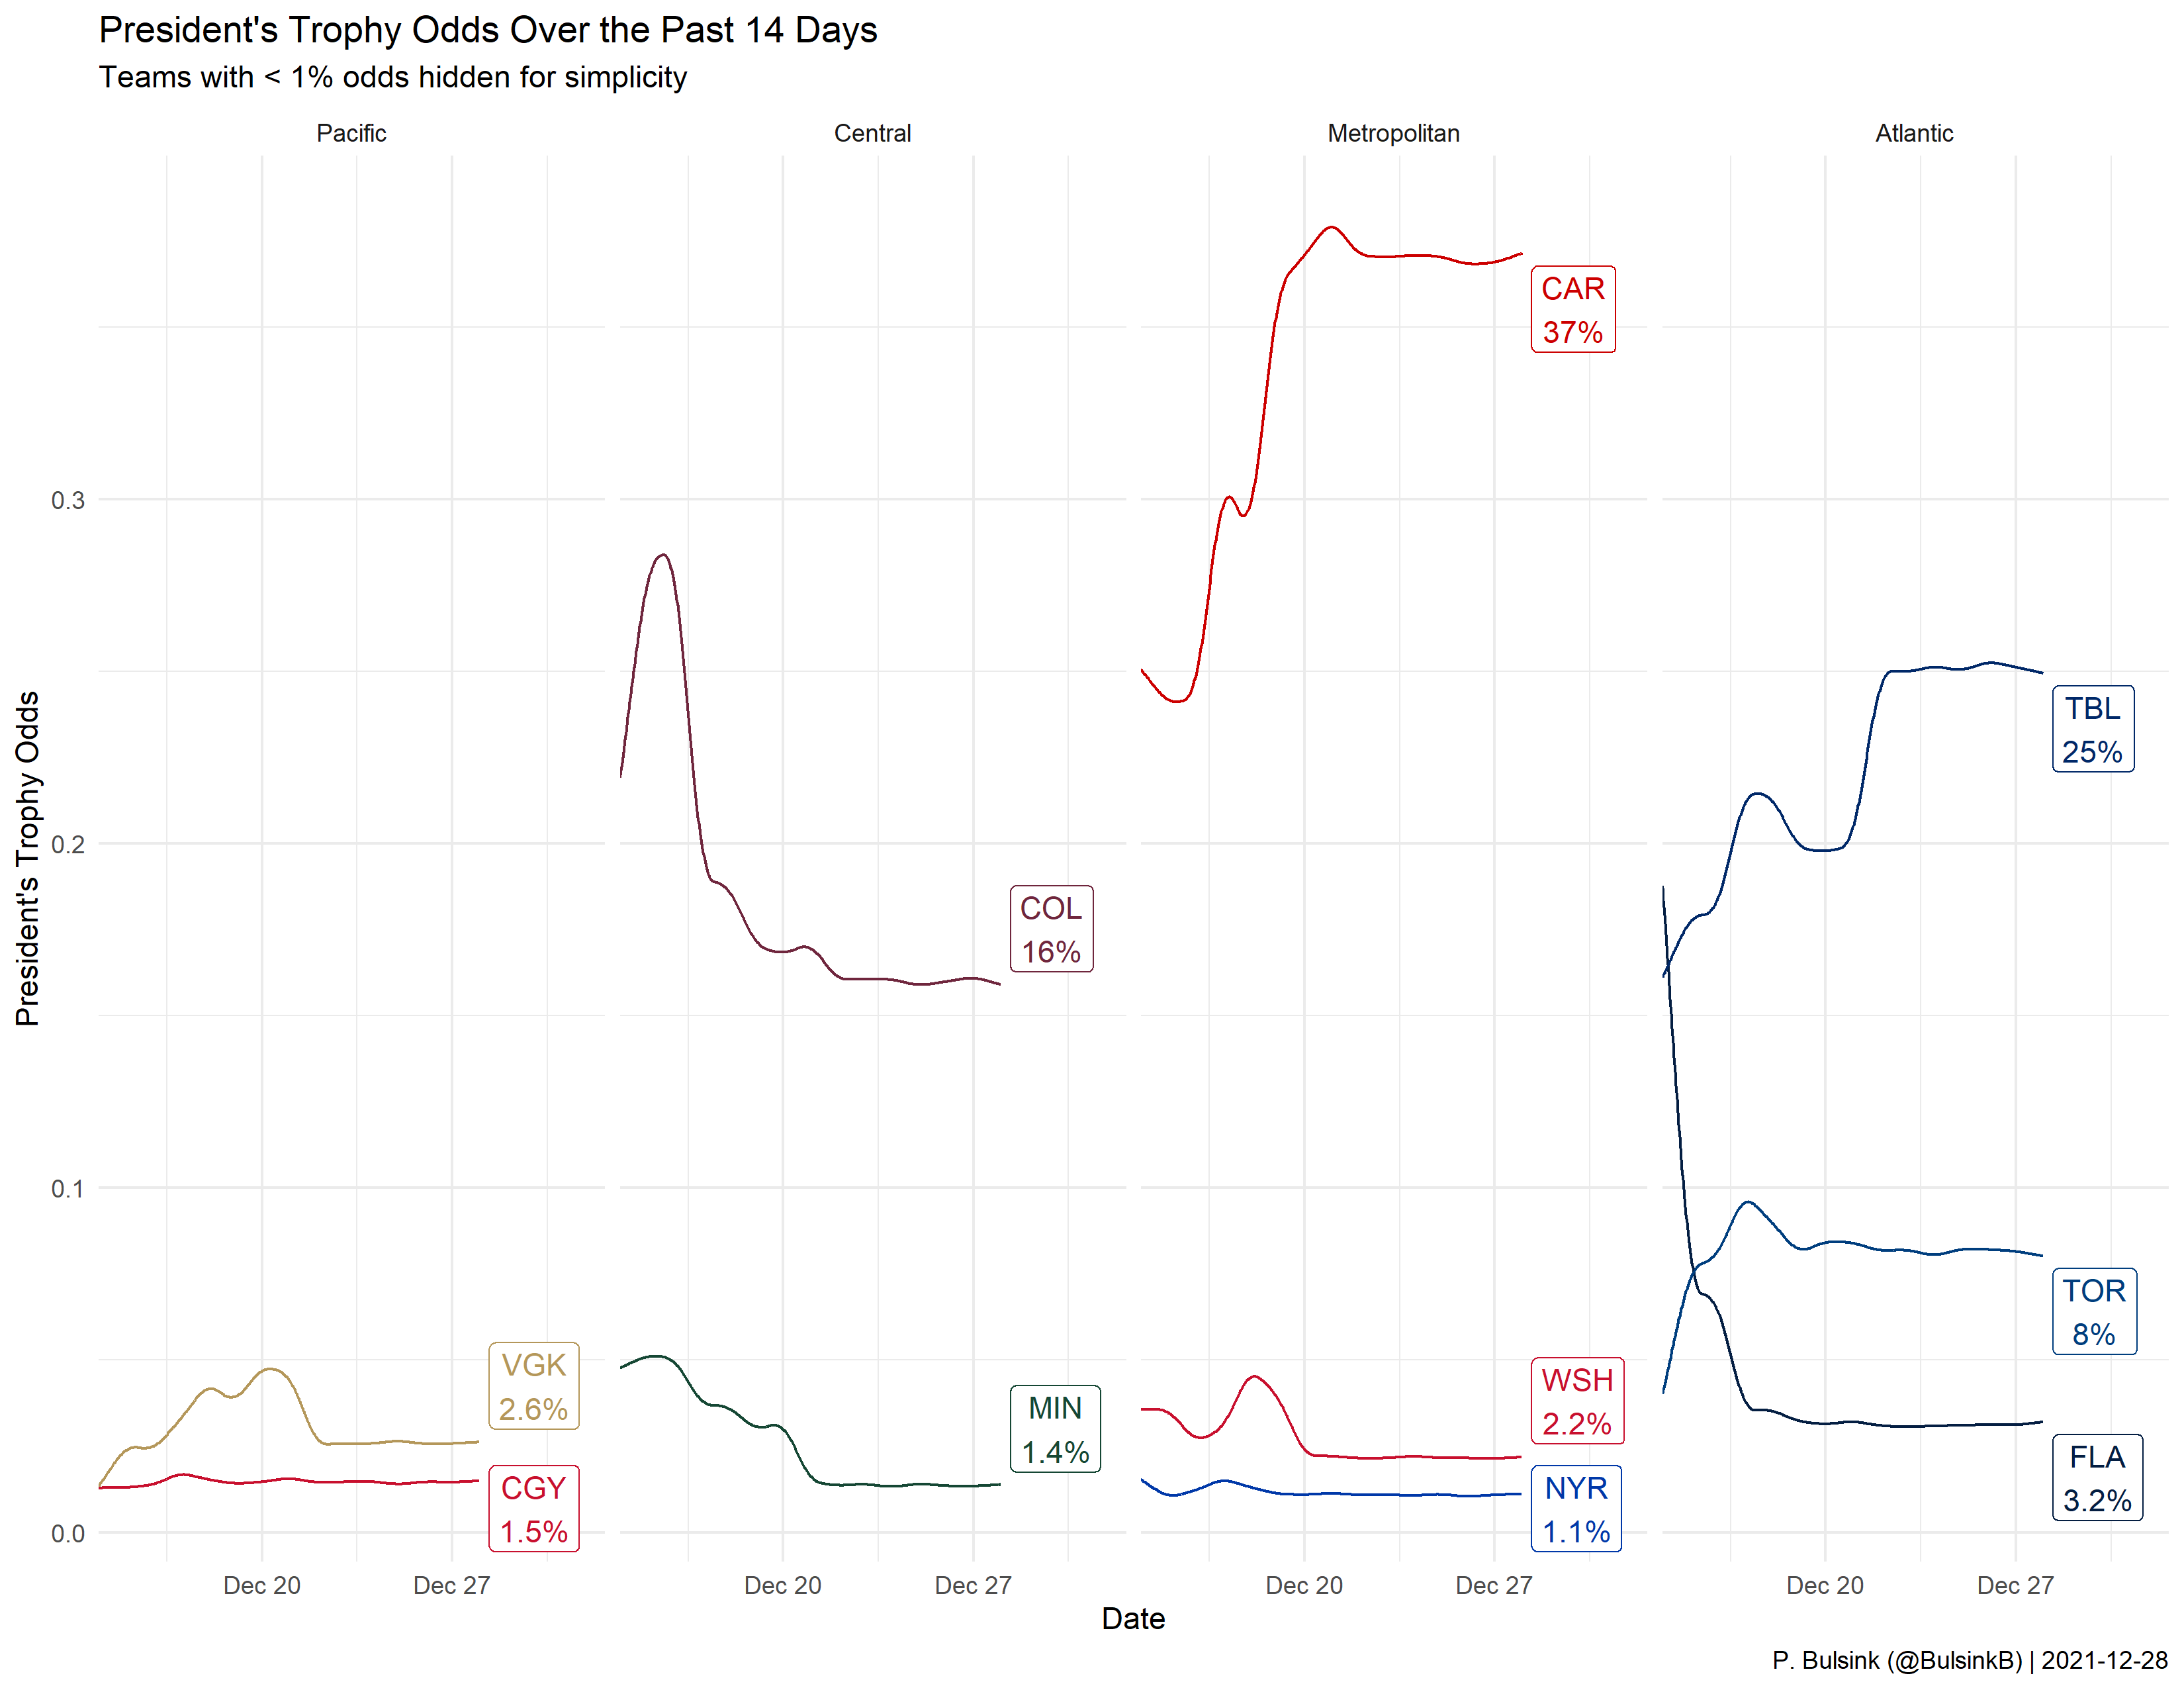 President's Trophy Odds Over the Past 14 Days
Teams with < 1% odds hidden for simplicity
Pacific
Central
Metropolitan
Atlantic
President's Trophy Odds
0.3
0.2
0.1
0.0
VGK
2.6%
CGY
1.5%
COL
16%
MIN
1.4%
CAR
37%
WSH
2.2%
NYR
1.1%
TBL
25%
TOR
8%
FLA
3.2%
Dec 20
Dec 27
Dec 20
Dec 27
Dec 20
Dec 27
Dec 20
Dec 27
Date
P. Bulsink (@BulsinkB) | 2021-12-28